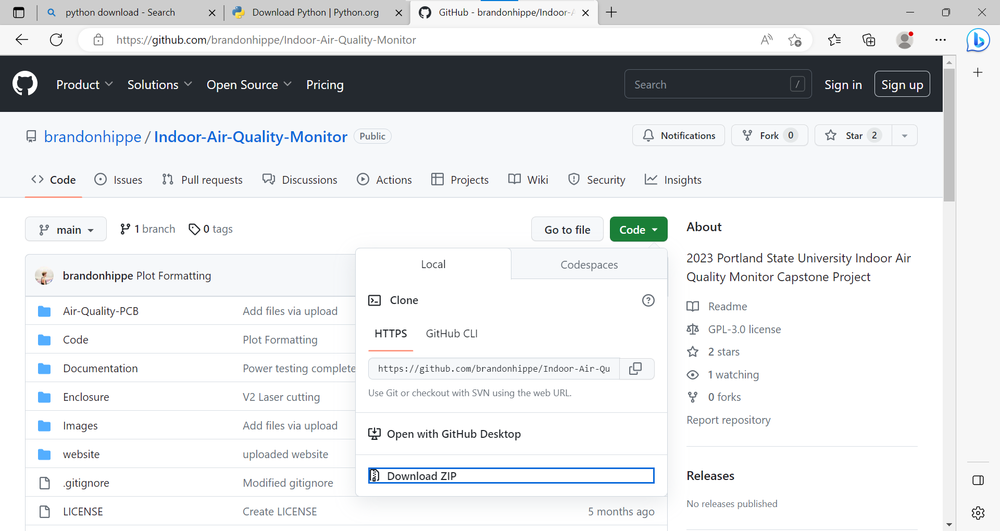 python download - Search
Download Python | Python.org
GitHub - brandonhippe/Indoor-A
https://github.com/brandonhippe/Indoor-Air-Quality-Monitor
Product
Solutions
Open Source
Pricing
Search
/
Sign in
Sign up
brandonhippe / Indoor-Air-Quality-Monitor
Public
Notifications
Fork 0
Star 2
Code
Issues
Pull requests
Discussions
Actions
Projects
Wiki
Security
Insights
main
1 branch
0 tags
Go to file
Code
brandonhippe Plot Formatting
Air-Quality-PCB
Add files via upload
Code
Plot Formatting
Documentation
Power testing complete
Enclosure
V2 Laser cutting
Images
Add files via upload
website
uploaded website
.gitignore
Modified gitignore
LICENSE
Create LICENSE
5 months ago
Local
Codespaces
Clone
HTTPS
GitHub CLI
https://github.com/brandonhippe/Indoor-Air-Qu
Use Git or checkout with SVN using the web URL.
Open with GitHub Desktop
Download ZIP
About
2023 Portland State University Indoor Air
Quality Monitor Capstone Project
Readme
GPL-3.0 license
2 stars
1 watching
0 forks
Report repository
Releases
No releases published